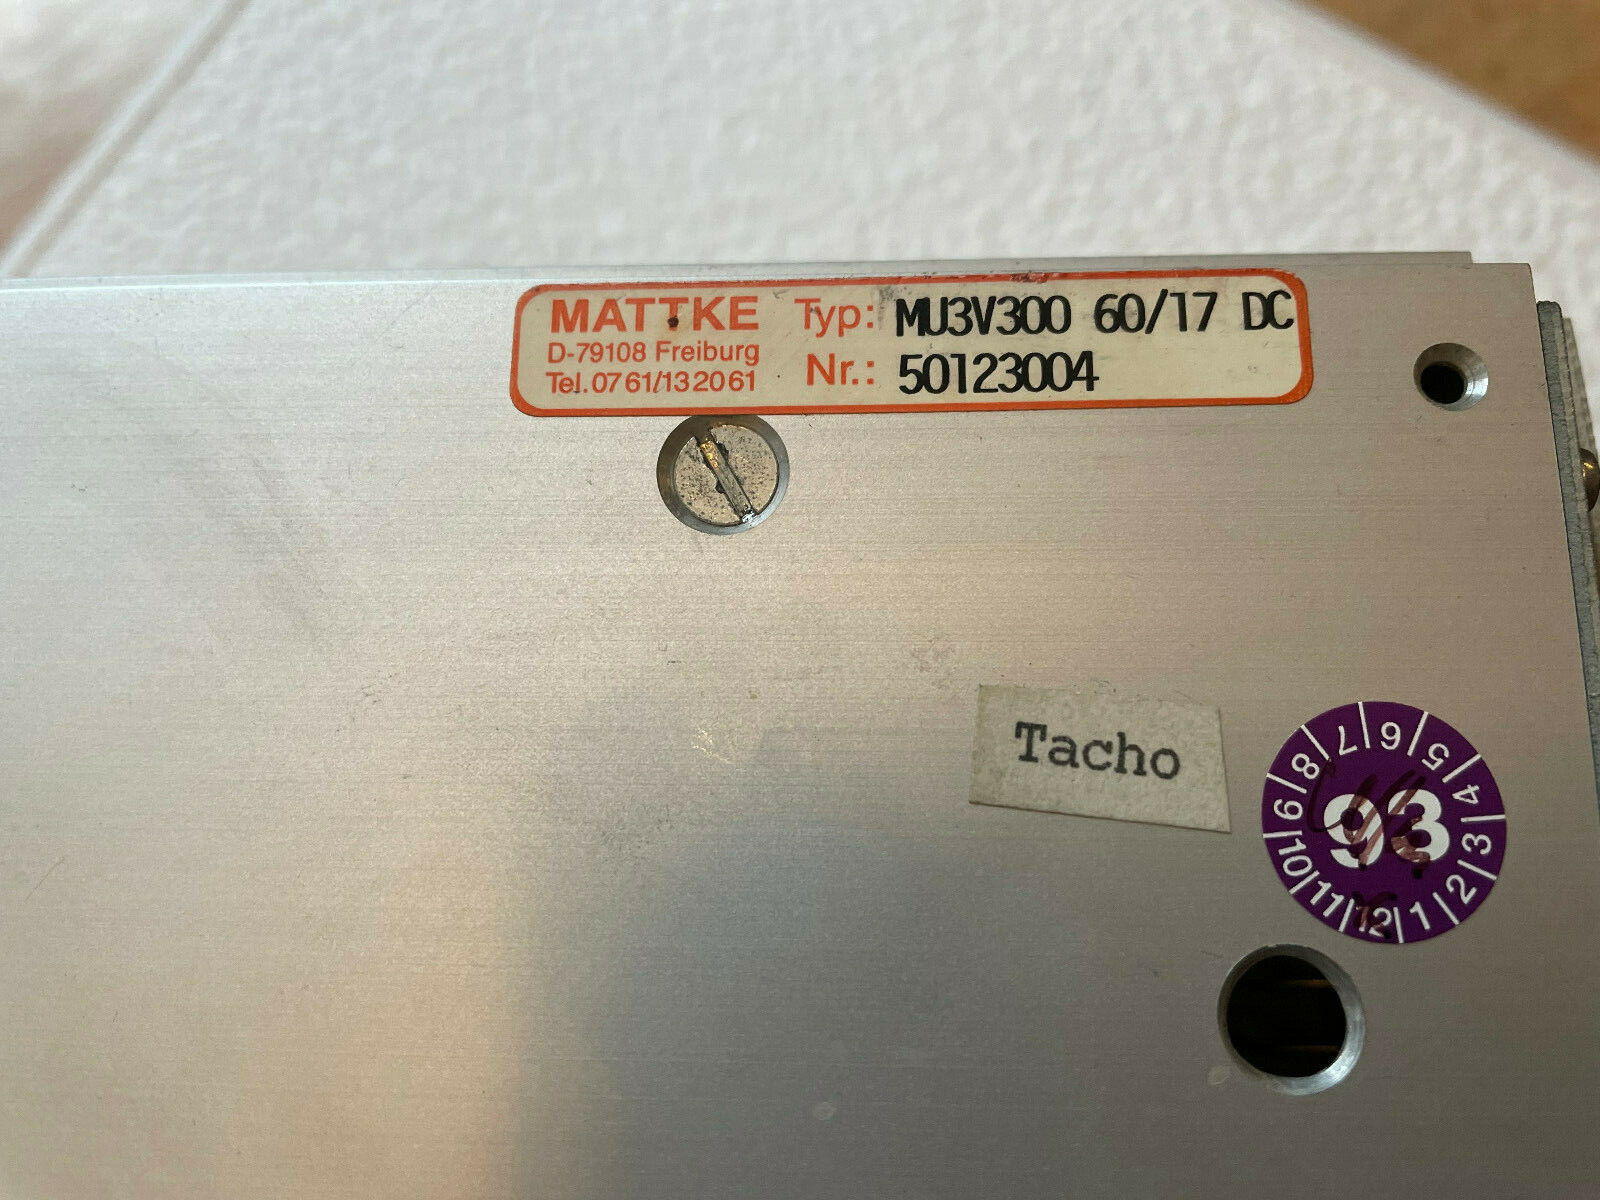 MATTKE
D-79108 Freiburg
Tel.0761/132061
Typ: MU3V300 60/17 DC
Nr.: 50123004
Tacho
1 2 3 4 5 6 7 8 9 10 11 12
93